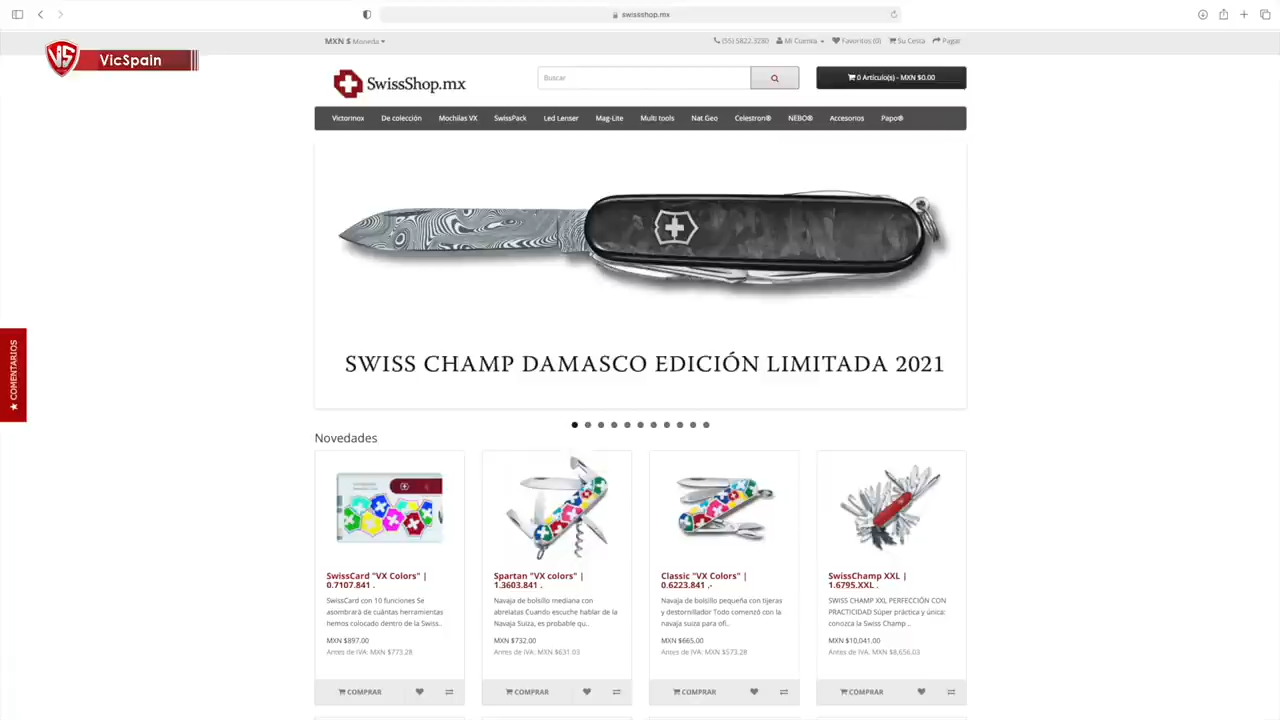 swissshop.mx
MXN $ Moneda
(55) 5822.3230 Mi Cuenta Favoritos (0) Su Cesta Pagar
VS VicSpain
SwissShop.mx
Buscar
0 Artículo(s) - MXN $0.00
Victorinox De colección Mochilas VX SwissPack Led Lenser Mag-Lite Multi tools Nat Geo Celestron® NEBO® Accesorios Papo®
SWISS CHAMP DAMASCO EDICIÓN LIMITADA 2021
★ COMENTARIOS
Novedades
SwissCard "VX Colors" |
0.7107.841 .
SwissCard con 10 funciones Se
asombrará de cuántas herramientas
hemos colocado dentro de la Swiss..
MXN $897.00
Antes de IVA: MXN $773.28
COMPRAR
Spartan "VX colors" |
1.3603.841 .
Navaja de bolsillo mediana con
abrelatas Cuando escuche hablar de la
Navaja Suiza, es probable qu..
MXN $732.00
Antes de IVA: MXN $631.03
COMPRAR
Classic "VX Colors" |
0.6223.841 .-
Navaja de bolsillo pequeña con tijeras
y destornillador Todo comenzó con la
navaja suiza para ofi..
MXN $665.00
Antes de IVA: MXN $573.28
COMPRAR
SwissChamp XXL |
1.6795.XXL .
SWISS CHAMP XXL, PERFECCIÓN CON
PRACTICIDAD Súper práctica y única:
conozca la Swiss Champ ..
MXN $10,041.00
Antes de IVA: MXN $8,656.03
COMPRAR